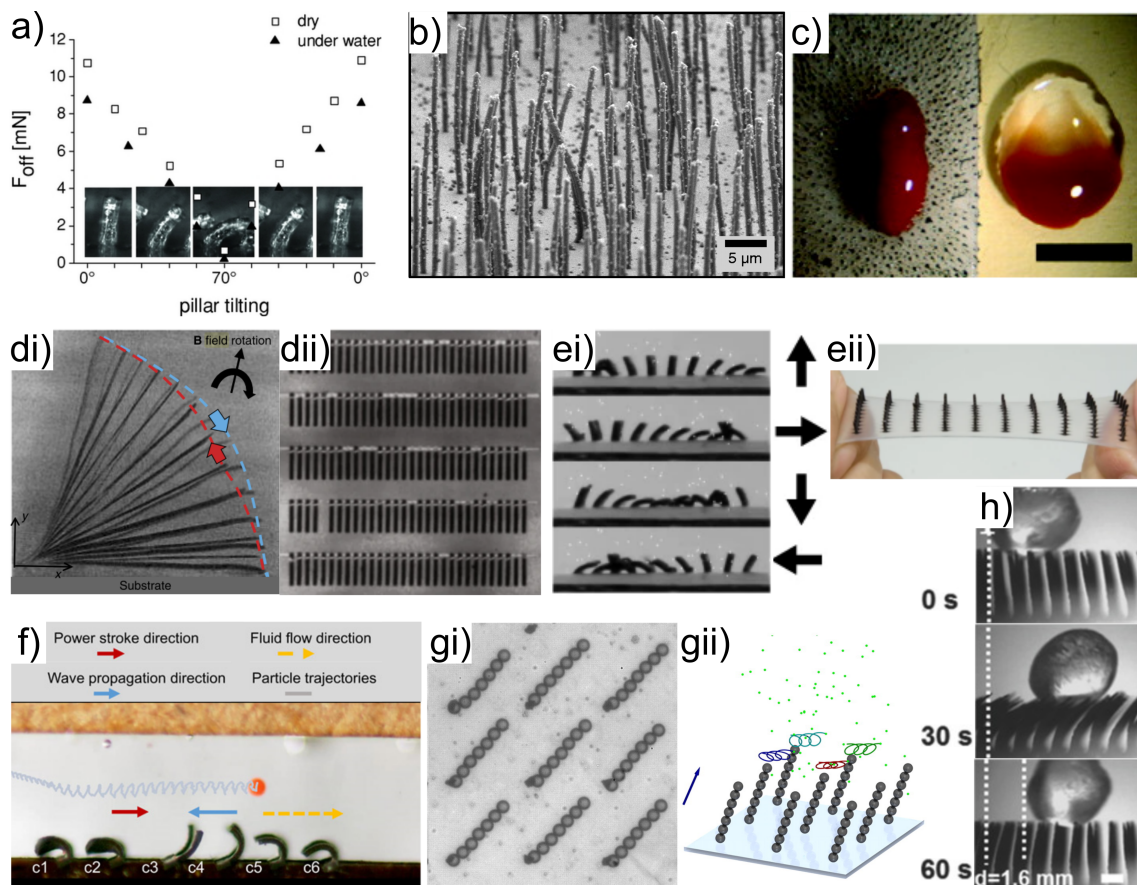 a)
□ dry
▲ under water
12
10
8
6
4
2
0
F_off [mN]
0°
70°
0°
pillar tilting
b)
5 µm
c)
di)
B field rotation
y
x
Substrate
dii)
ei)
eii)
f)
Power stroke direction
Fluid flow direction
Wave propagation direction
Particle trajectories
c1 c2 c3 c4 c5 c6
gi)
gii)
h)
0 s
30 s
60 s
d=1.6 mm